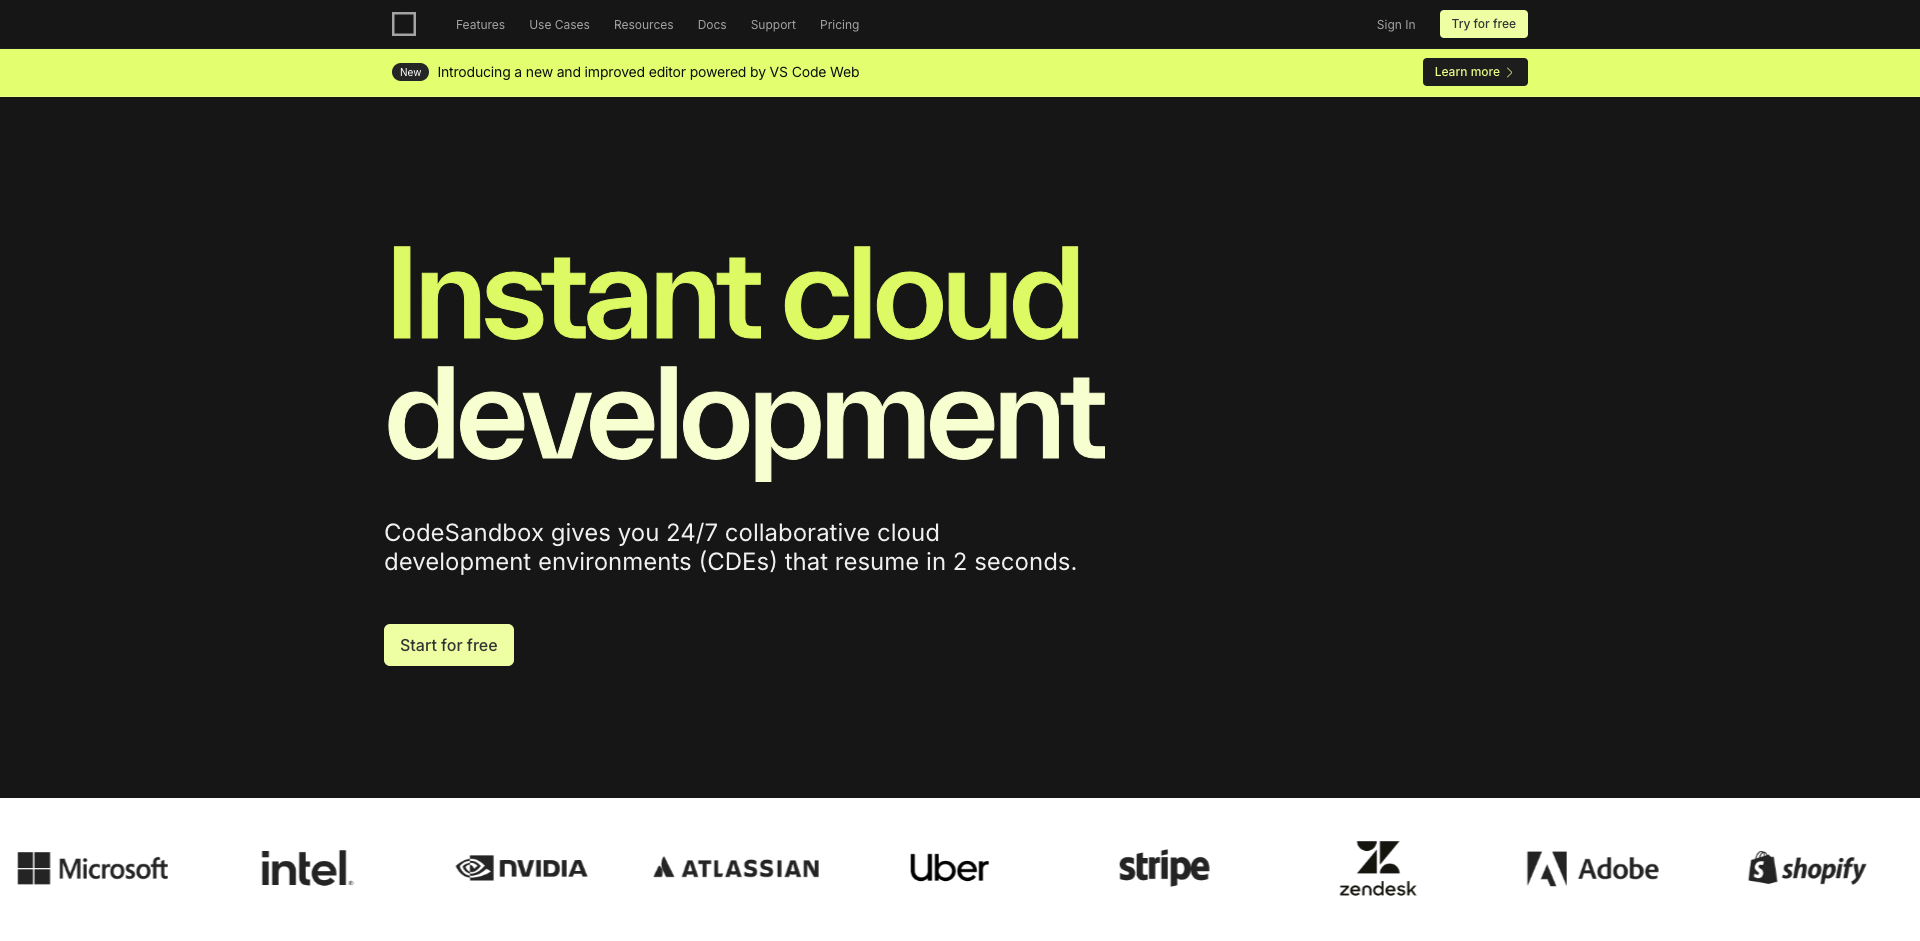 Features Use Cases Resources Docs Support Pricing Sign In Try for free
New Introducing a new and improved editor powered by VS Code Web Learn more
Instant cloud
development
CodeSandbox gives you 24/7 collaborative cloud
development environments (CDEs) that resume in 2 seconds.
Start for free
Microsoft intel. NVIDIA ATLASSIAN Uber stripe zendesk Adobe shopify